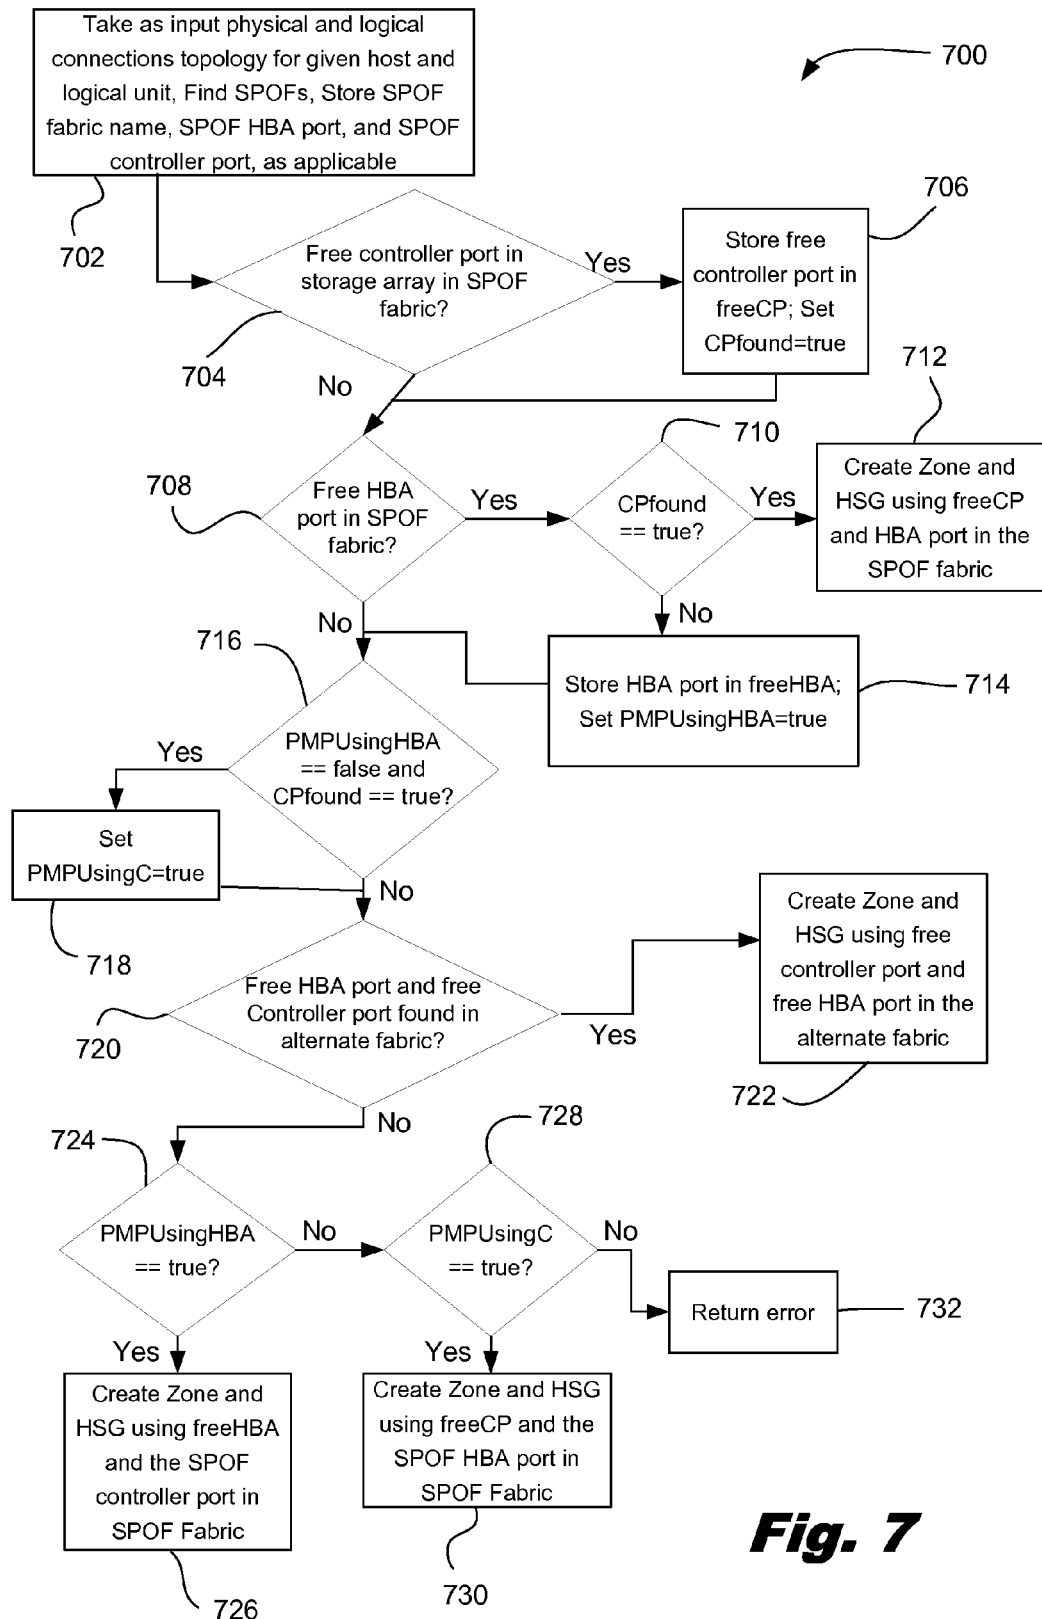 Take as input physical and logical
connections topology for given host and
logical unit, Find SPOFs, Store SPOF
fabric name, SPOF HBA port, and SPOF
controller port, as applicable
700
702
Free controller port in
storage array in SPOF
fabric?
704
Yes
706
Store free
controller port in
freeCP; Set
CPfound=true
No
708
Free HBA
port in SPOF
fabric?
Yes
710
CPfound
== true?
Yes
712
Create Zone and
HSG using freeCP
and HBA port in the
SPOF fabric
No
No
Store HBA port in freeHBA;
Set PMPUsingHBA=true
714
716
PMPUsingHBA
== false and
CPfound == true?
Yes
Set
PMPUsingC=true
718
No
720
Free HBA port and free
Controller port found in
alternate fabric?
Yes
Create Zone and
HSG using free
controller port and
free HBA port in the
alternate fabric
722
No
724
PMPUsingHBA
== true?
No
728
PMPUsingC
== true?
No
Return error
732
Yes
Create Zone and
HSG using freeHBA
and the SPOF
controller port in
SPOF Fabric
726
Yes
Create Zone and HSG
using freeCP and the
SPOF HBA port in
SPOF Fabric
730
Fig. 7